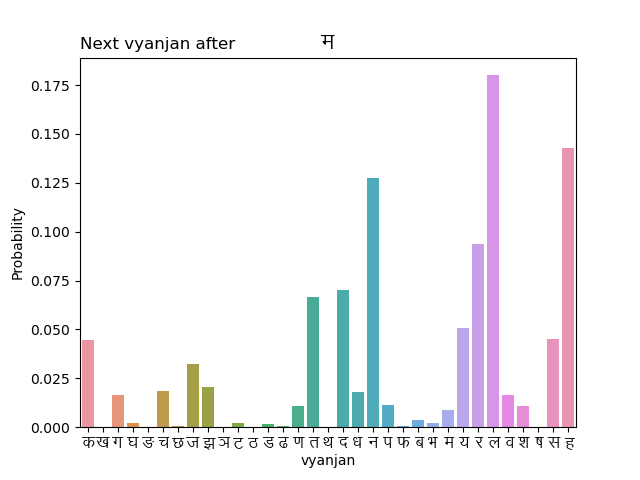 Next vyanjan after म
0.175
0.150
0.125
0.100
0.075
0.050
0.025
0.000
Probability
क ख ग घ ङ च छ ज झ ञ ट ठ ड ढ ण त थ द ध न प फ ब भ म य र ल व श ष स ह
vyanjan